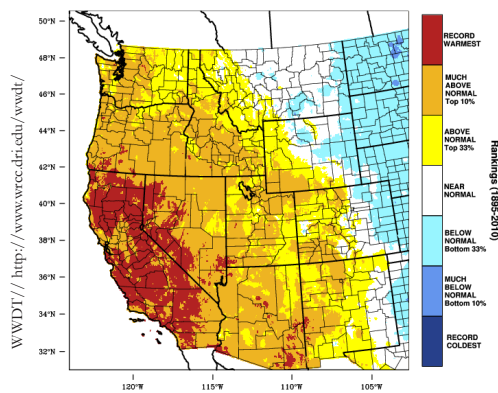 50°N
48°N
46°N
44°N
42°N
40°N
38°N
36°N
34°N
32°N
120°W
115°W
110°W
105°W
WWDT// http://www.wrcc.dri.edu/wwdt/
RECORD
WARMEST
MUCH
ABOVE
NORMAL
Top 10%
ABOVE
NORMAL
Top 33%
NEAR
NORMAL
BELOW
NORMAL
Bottom 33%
MUCH
BELOW
NORMAL
Bottom 10%
RECORD
COLDEST
Rankings (1895-2010)